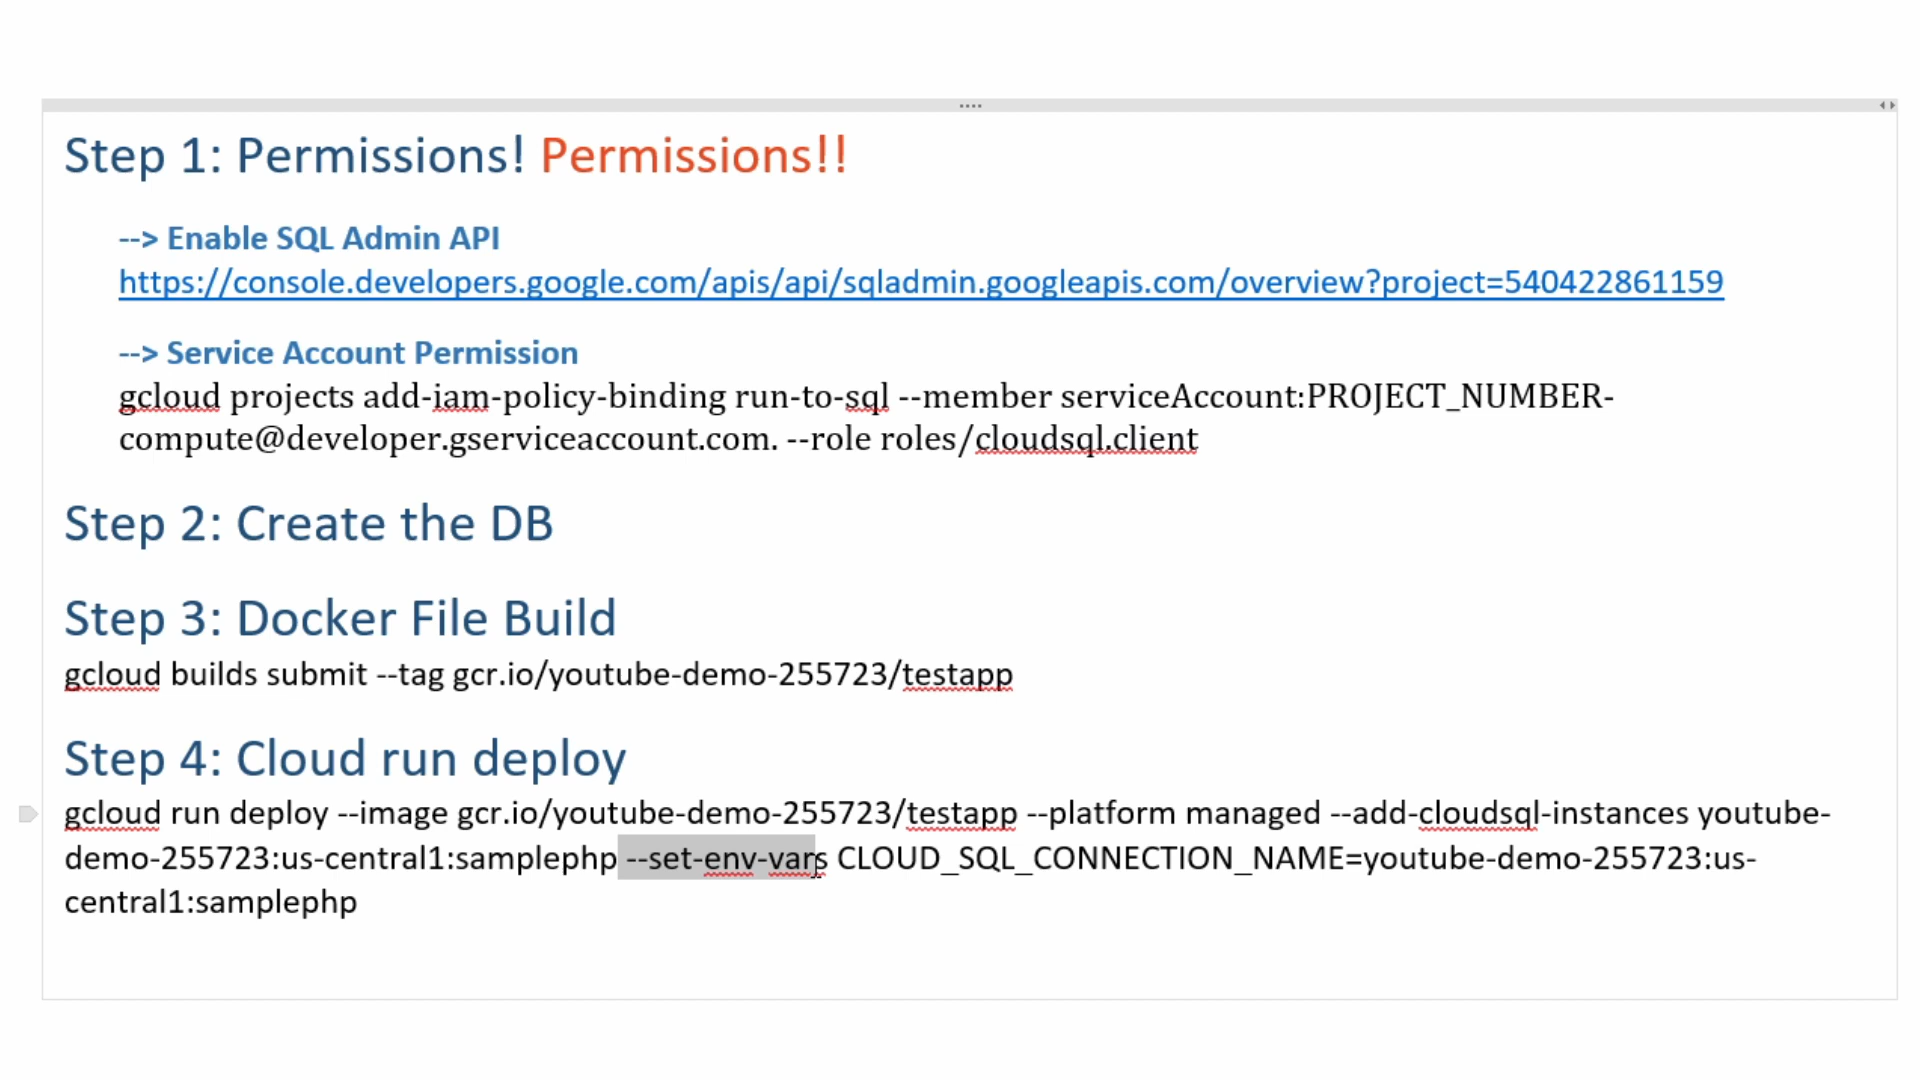 Step 1: Permissions! Permissions!!
--> Enable SQL Admin API
https://console.developers.google.com/apis/api/sqladmin.googleapis.com/overview?project=540422861159
--> Service Account Permission
gcloud projects add-iam-policy-binding run-to-sql --member serviceAccount:PROJECT_NUMBER-
compute@developer.gserviceaccount.com. --role roles/cloudsql.client
Step 2: Create the DB
Step 3: Docker File Build
gcloud builds submit --tag gcr.io/youtube-demo-255723/testapp
Step 4: Cloud run deploy
gcloud run deploy --image gcr.io/youtube-demo-255723/testapp --platform managed --add-cloudsql-instances youtube-
demo-255723:us-central1:samplephp --set-env-vars CLOUD_SQL_CONNECTION_NAME=youtube-demo-255723:us-
central1:samplephp